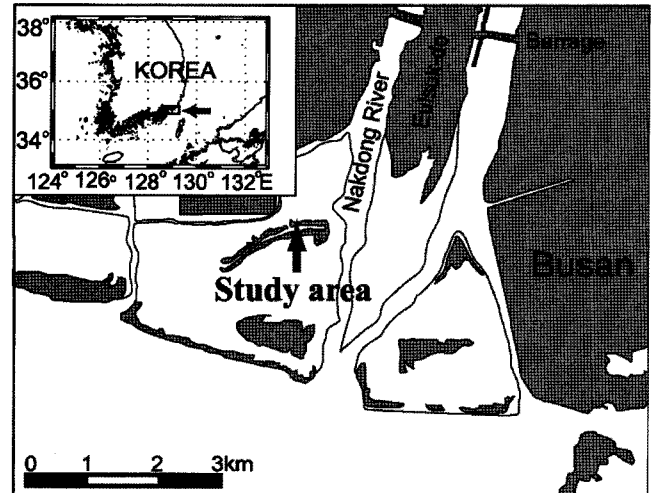 38°
36°
34°
KOREA
124° 126° 128° 130° 132°E
Nakdong River
Eulsuk-do
Barrage
Busan
Study area
0 1 2 3km